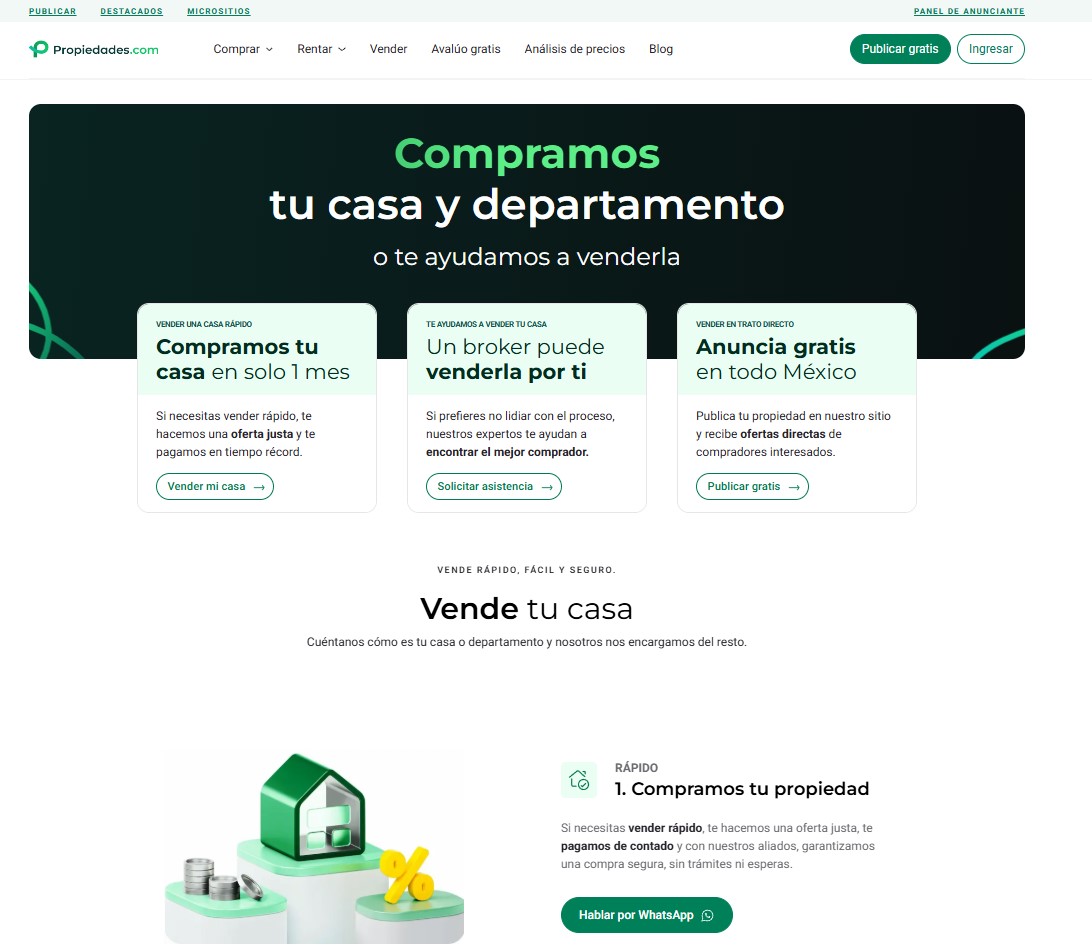 PUBLICAR DESTACADOS MICROSITIOS PANEL DE ANUNCIANTE
Propiedades.com Comprar Rentar Vender Avalúo gratis Análisis de precios Blog Publicar gratis Ingresar
Compramos
tu casa y departamento
o te ayudamos a venderla
VENDER UNA CASA RÁPIDO
Compramos tu
casa en solo 1 mes
Si necesitas vender rápido, te
hacemos una oferta justa y te
pagamos en tiempo récord.
Vender mi casa →
TE AYUDAMOS A VENDER TU CASA
Un broker puede
venderla por ti
Si prefieres no lidiar con el proceso,
nuestros expertos te ayudan a
encontrar el mejor comprador.
Solicitar asistencia →
VENDER EN TRATO DIRECTO
Anuncia gratis
en todo México
Publica tu propiedad en nuestro sitio
y recibe ofertas directas de
compradores interesados.
Publicar gratis →
VENDE RÁPIDO, FÁCIL Y SEGURO.
Vende tu casa
Cuéntanos cómo es tu casa o departamento y nosotros nos encargamos del resto.
%
RÁPIDO
1. Compramos tu propiedad
Si necesitas vender rápido, te hacemos una oferta justa, te
pagamos de contado y con nuestros aliados, garantizamos
una compra segura, sin trámites ni esperas.
Hablar por WhatsApp